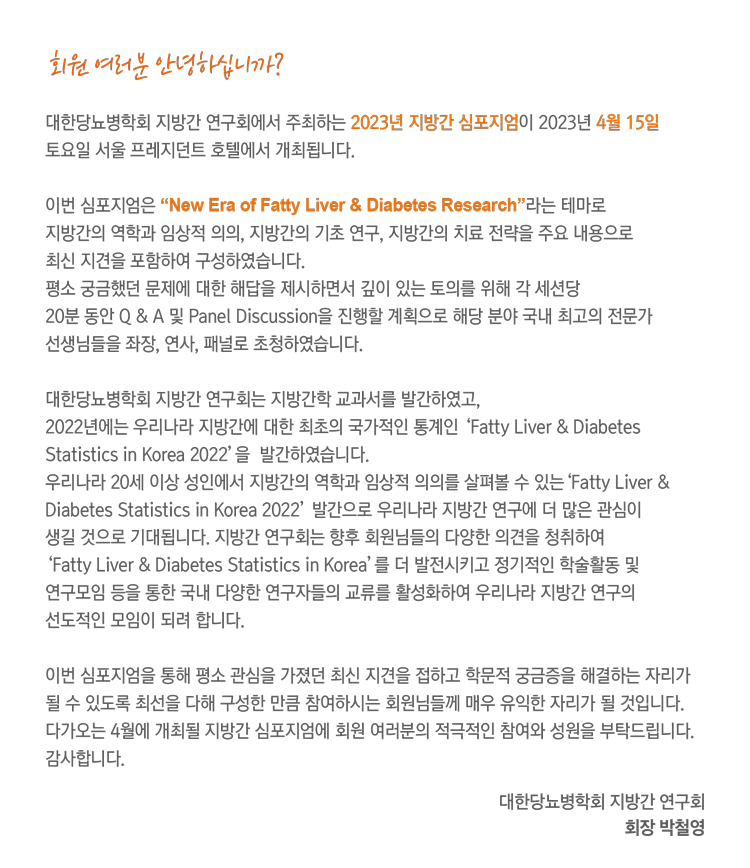 회원 여러분 안녕하십니까?
대한당뇨병학회 지방간 연구회에서 주최하는 2023년 지방간 심포지엄이 2023년 4월 15일
토요일 서울 프레지던트 호텔에서 개최됩니다.
이번 심포지엄은 “New Era of Fatty Liver & Diabetes Research”라는 테마로
지방간의 역학과 임상적 의의, 지방간의 기초 연구, 지방간의 치료 전략을 주요 내용으로
최신 지견을 포함하여 구성하였습니다.
평소 궁금했던 문제에 대한 해답을 제시하면서 깊이 있는 토의를 위해 각 세션당
20분 동안 Q & A 및 Panel Discussion을 진행할 계획으로 해당 분야 국내 최고의 전문가
선생님들을 좌장, 연사, 패널로 초청하였습니다.
대한당뇨병학회 지방간 연구회는 지방간학 교과서를 발간하였고,
2022년에는 우리나라 지방간에 대한 최초의 국가적인 통계인 ‘Fatty Liver & Diabetes
Statistics in Korea 2022’을 발간하였습니다.
우리나라 20세 이상 성인에서 지방간의 역학과 임상적 의의를 살펴볼 수 있는 ‘Fatty Liver &
Diabetes Statistics in Korea 2022’ 발간으로 우리나라 지방간 연구에 더 많은 관심이
생길 것으로 기대됩니다. 지방간 연구회는 향후 회원님들의 다양한 의견을 청취하여
‘Fatty Liver & Diabetes Statistics in Korea’를 더 발전시키고 정기적인 학술활동 및
연구모임 등을 통한 국내 다양한 연구자들의 교류를 활성화하여 우리나라 지방간 연구의
선도적인 모임이 되려 합니다.
이번 심포지엄을 통해 평소 관심을 가졌던 최신 지견을 접하고 학문적 궁금증을 해결하는 자리가
될 수 있도록 최선을 다해 구성한 만큼 참여하시는 회원님들께 매우 유익한 자리가 될 것입니다.
다가오는 4월에 개최될 지방간 심포지엄에 회원 여러분의 적극적인 참여와 성원을 부탁드립니다.
감사합니다.
대한당뇨병학회 지방간 연구회
회장 박철영